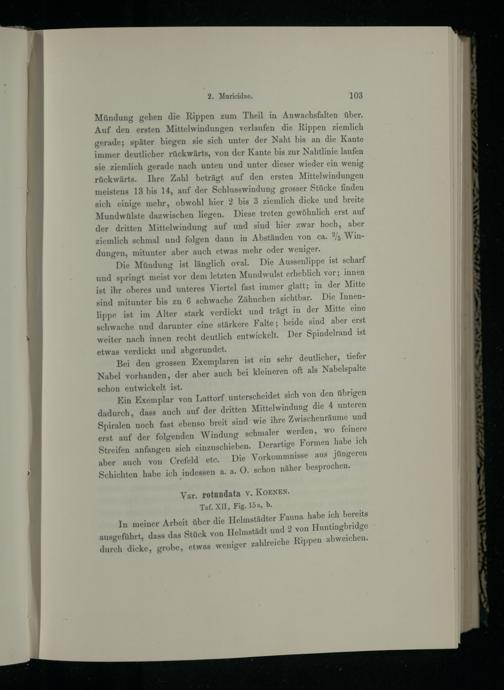 2. Muricidae. 103
Mündung gehen die Rippen zum Theil in Anwachsfalten über.
Auf den ersten Mittelwindungen verlaufen die Rippen ziemlich
gerade; später biegen sie sich unter der Naht bis an die Kante
immer deutlicher rückwärts, von der Kante bis zur Nahtlinie laufen
sie ziemlich gerade nach unten und unter dieser wieder ein wenig
rückwärts. Ihre Zahl beträgt auf den ersten Mittelwindungen
meistens 13 bis 14, auf der Schlusswindung grosser Stücke finden
sich einige mehr, obwohl hier 2 bis 3 ziemlich dicke und breite
Mundwülste dazwischen liegen. Diese treten gewöhnlich erst auf
der dritten Mittelwindung auf und sind hier zwar hoch, aber
ziemlich schmal und folgen dann in Abständen von ca. 2/3 Win-
dungen, mitunter aber auch etwas mehr oder weniger.
Die Mündung ist länglich oval. Die Aussenlippe ist scharf
und springt meist vor dem letzten Mundwulst erheblich vor; innen
ist ihr oberes und unteres Viertel fast immer glatt; in der Mitte
sind mitunter bis zu 6 schwache Zähnchen sichtbar. Die Innen-
lippe ist im Alter stark verdickt und trägt in der Mitte eine
schwache und darunter eine stärkere Falte; beide sind aber erst
weiter nach innen recht deutlich entwickelt. Der Spindelrand ist
etwas verdickt und abgerundet.
Bei den grossen Exemplaren ist ein sehr deutlicher, tiefer
Nabel vorhanden, der aber auch bei kleineren oft als Nabelspalte
schon entwickelt ist.
Ein Exemplar von Lattorf unterscheidet sich von den übrigen
dadurch, dass auch auf der dritten Mittelwindung die 4 unteren
Spiralen noch fast ebenso breit sind wie ihre Zwischenräume und
erst auf der folgenden Windung schmaler werden, wo feinere
Streifen anfangen sich einzuschieben. Derartige Formen habe ich
aber auch von Crefeld etc. Die Vorkommnisse aus jüngeren
Schichten habe ich indessen a. a. O. schon näher besprochen.
Var. rotundata v. KOENEN.
Taf. XII, Fig. 15a, b.
In meiner Arbeit über die Helmstädter Fauna habe ich bereits
ausgeführt, dass das Stück von Helmstädt und 2 von Huntingbridge
durch dicke, grobe, etwas weniger zahlreiche Rippen abweichen.